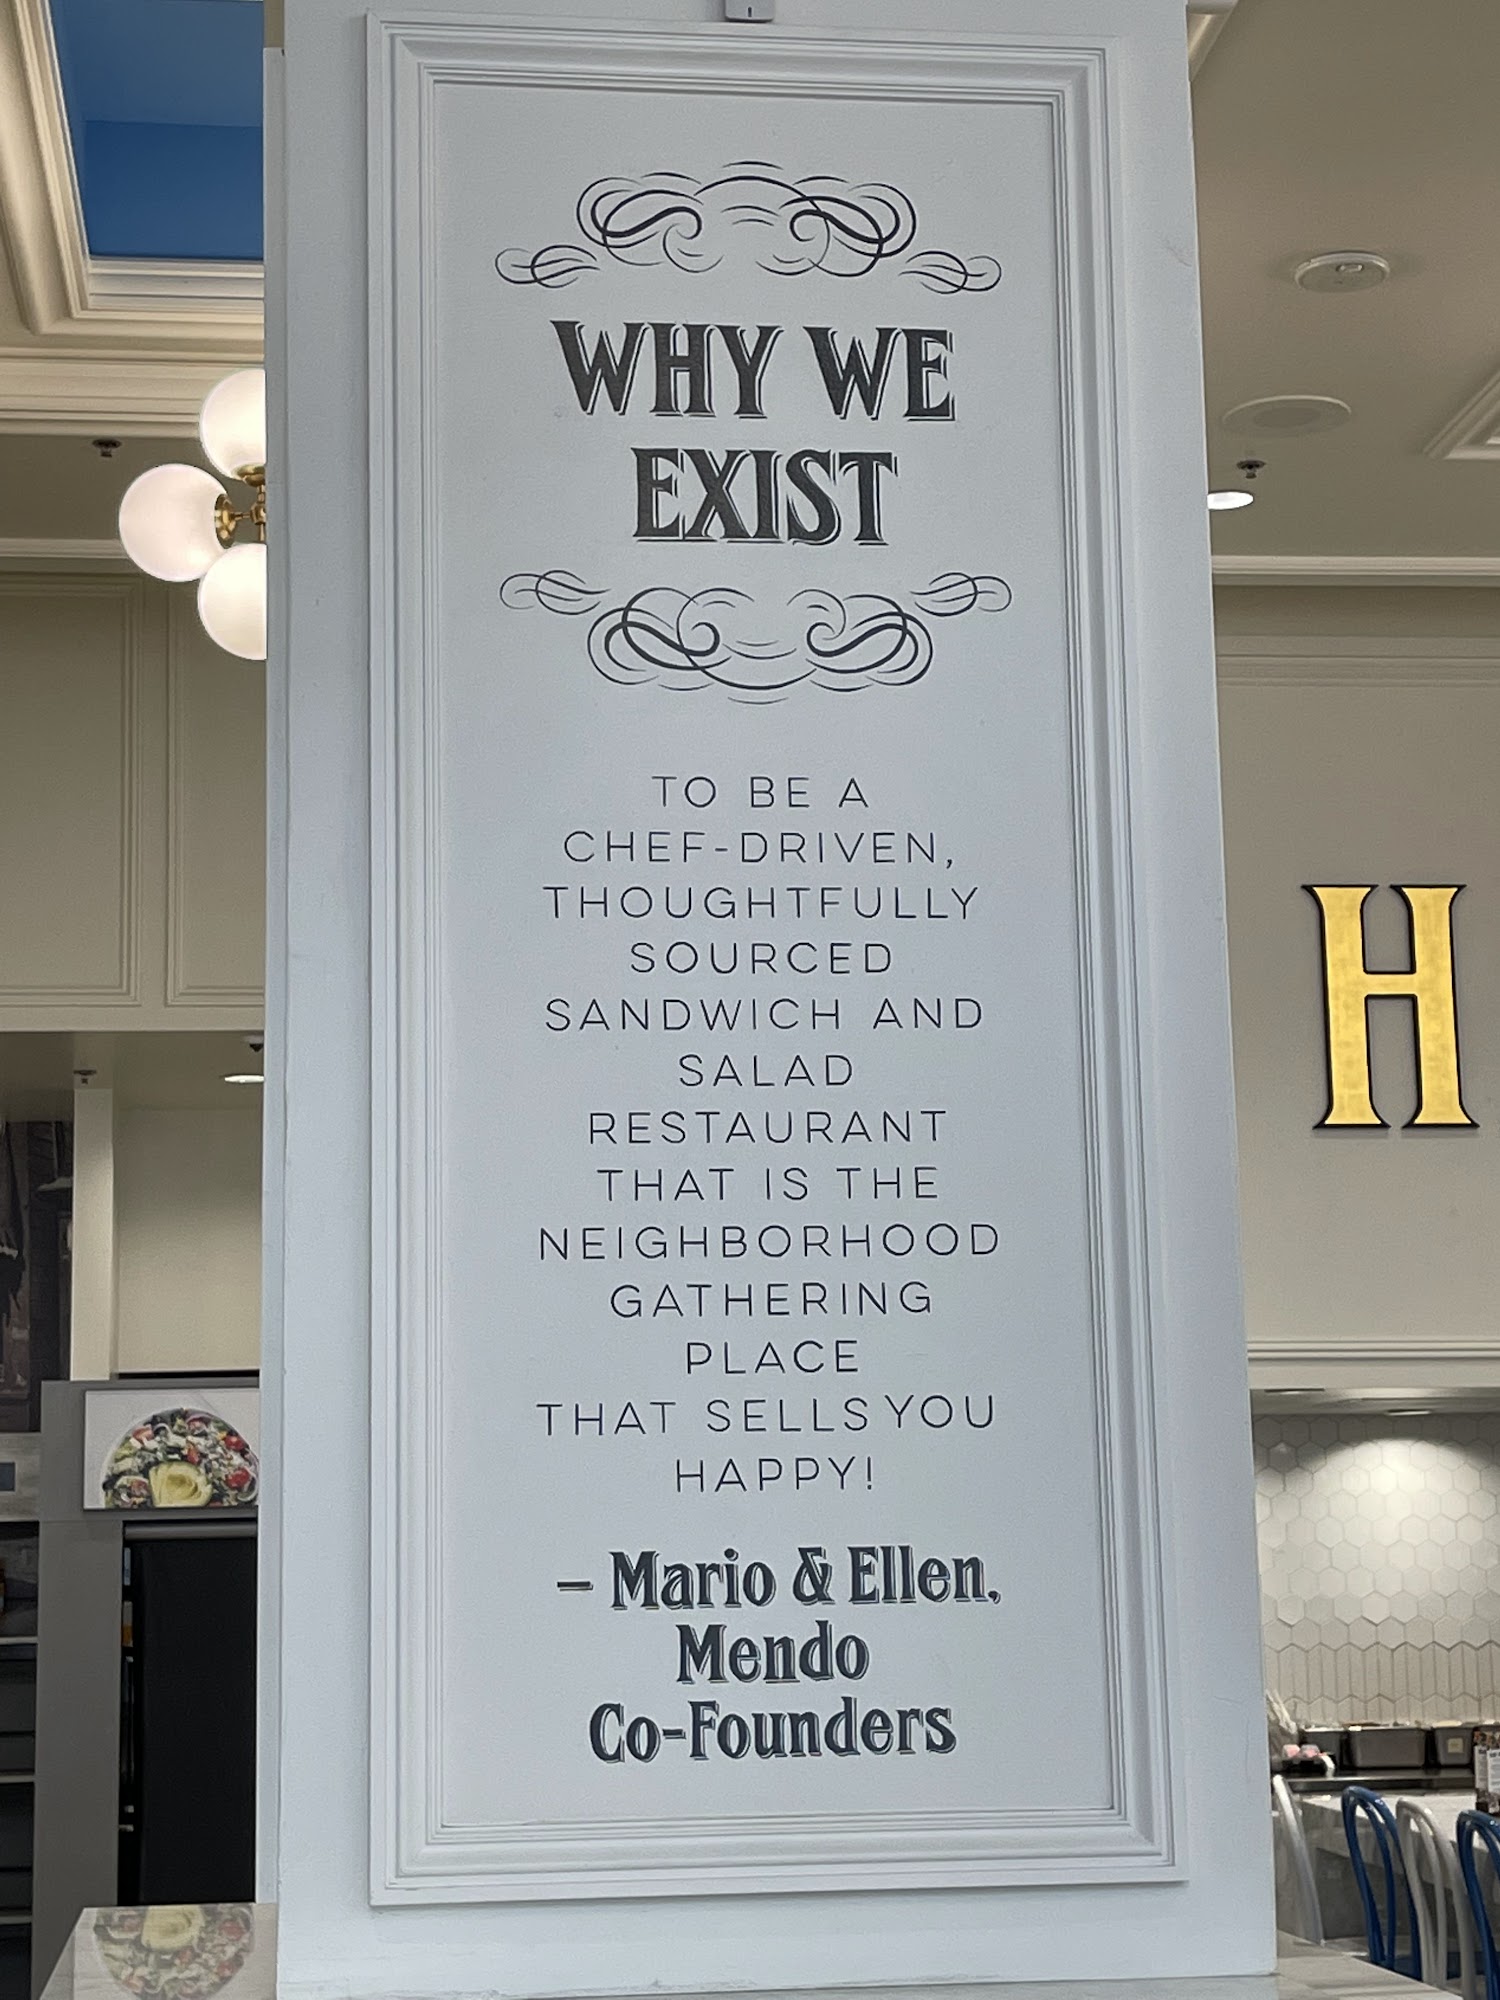 WHY WE
EXIST
TO BE A
CHEF-DRIVEN,
THOUGHTFULLY
SOURCED
SANDWICH AND
SALAD
RESTAURANT
THAT IS THE
NEIGHBORHOOD
GATHERING
PLACE
THAT SELLS YOU
HAPPY!
– Mario & Ellen,
Mendo
Co-Founders
H